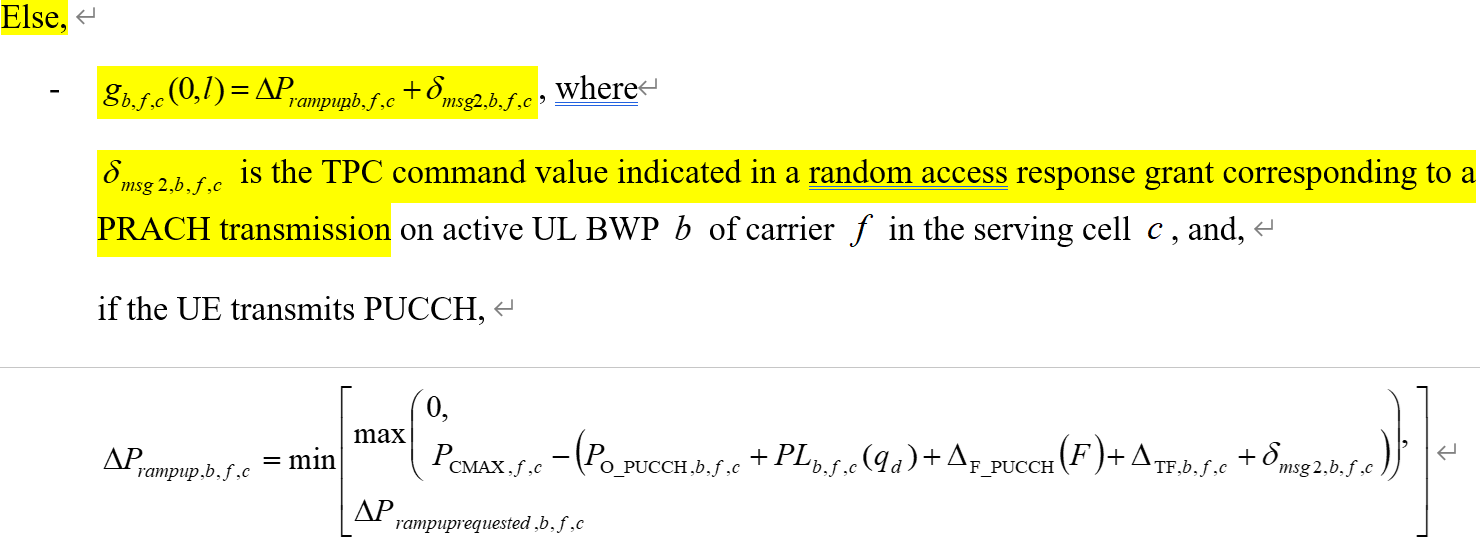 Else, ↵
- g_{b,f,c}(0,l) = ΔP_{rampup,b,f,c} + δ_{msg2,b,f,c}, where↵
δ_{msg2,b,f,c} is the TPC command value indicated in a random access response grant corresponding to a
PRACH transmission on active UL BWP b of carrier f in the serving cell c, and, ↵
if the UE transmits PUCCH, ↵
ΔP_{rampup,b,f,c} = min[max(0, P_{CMAX,f,c} − (P_{O_PUCCH,b,f,c} + PL_{b,f,c}(q_d) + Δ_{F_PUCCH}(F) + Δ_{TF,b,f,c} + δ_{msg2,b,f,c})), ΔP_{rampuprequested,b,f,c}] ↵